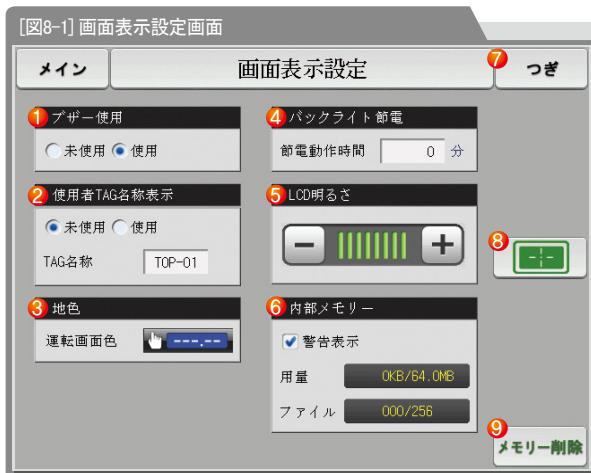 [図8-1] 画面表示設定画面
メイン
画面表示設定
7
つぎ
1 ブザー使用
未使用 使用
2 使用者TAG名称表示
未使用 使用
TAG名称 TOP-01
3 地色
運転画面色 ---.--
4 バックライト節電
節電動作時間 0 分
5 LCD明るさ
− +
6 内部メモリー
警告表示
用量 0KB/64.0MB
ファイル 000/256
8
9
メモリー削除